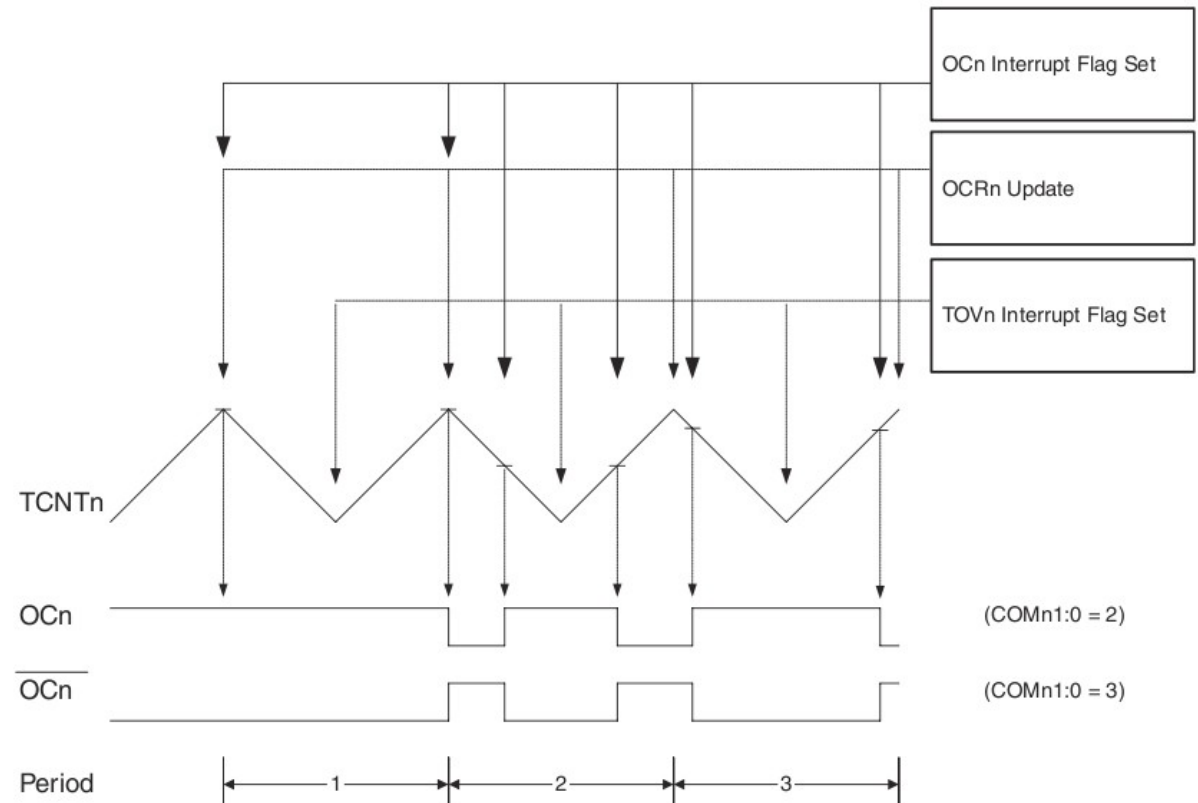 OCn Interrupt Flag Set
OCRn Update
TOVn Interrupt Flag Set
TCNTn
OCn (COMn1:0 = 2)
O̅C̅n̅ (COMn1:0 = 3)
Period 1 2 3